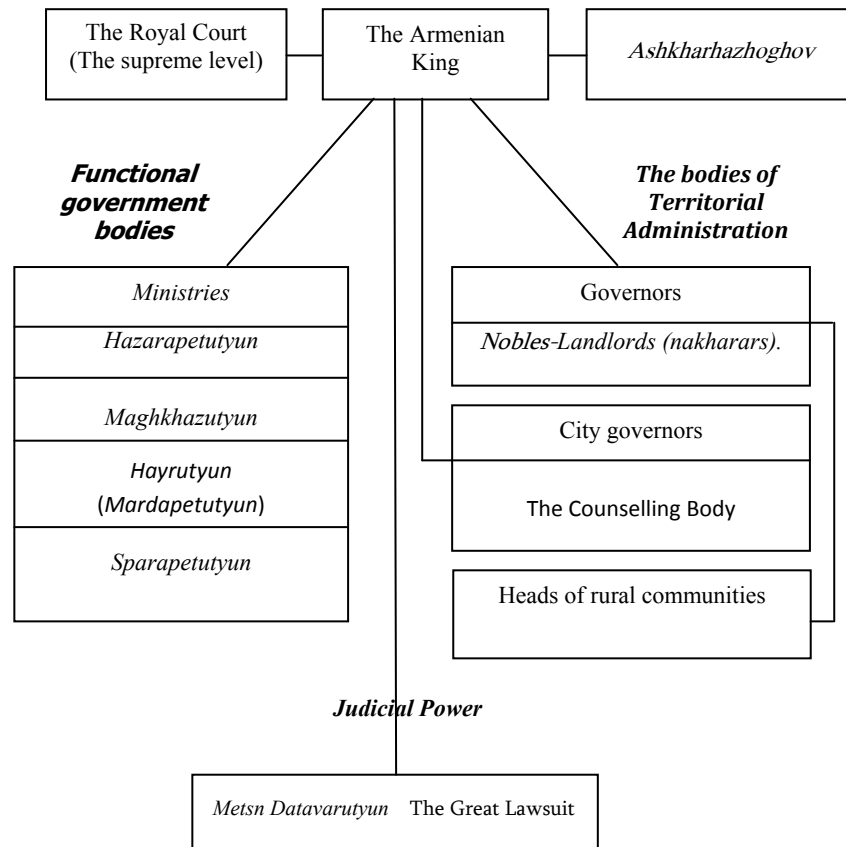 The Royal Court
(The supreme level)
The Armenian
King
Ashkharhazhoghov
Functional
government
bodies
The bodies of
Territorial
Administration
Ministries
Hazarapetutyun
Maghkhazutyun
Hayrutyun
(Mardapetutyun)
Sparapetutyun
Governors
Nobles-Landlords (nakharars).
City governors
The Counselling Body
Heads of rural communities
Judicial Power
Metsn Datavarutyun The Great Lawsuit